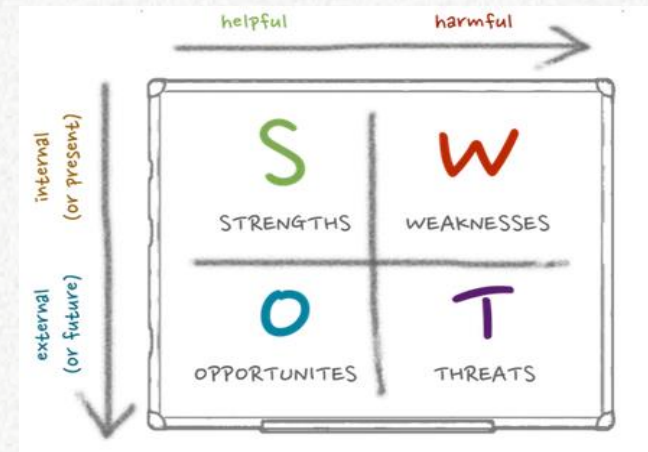 helpful harmful
internal
(or present)
S W
STRENGTHS WEAKNESSES
external
(or future)
O T
OPPORTUNITES THREATS